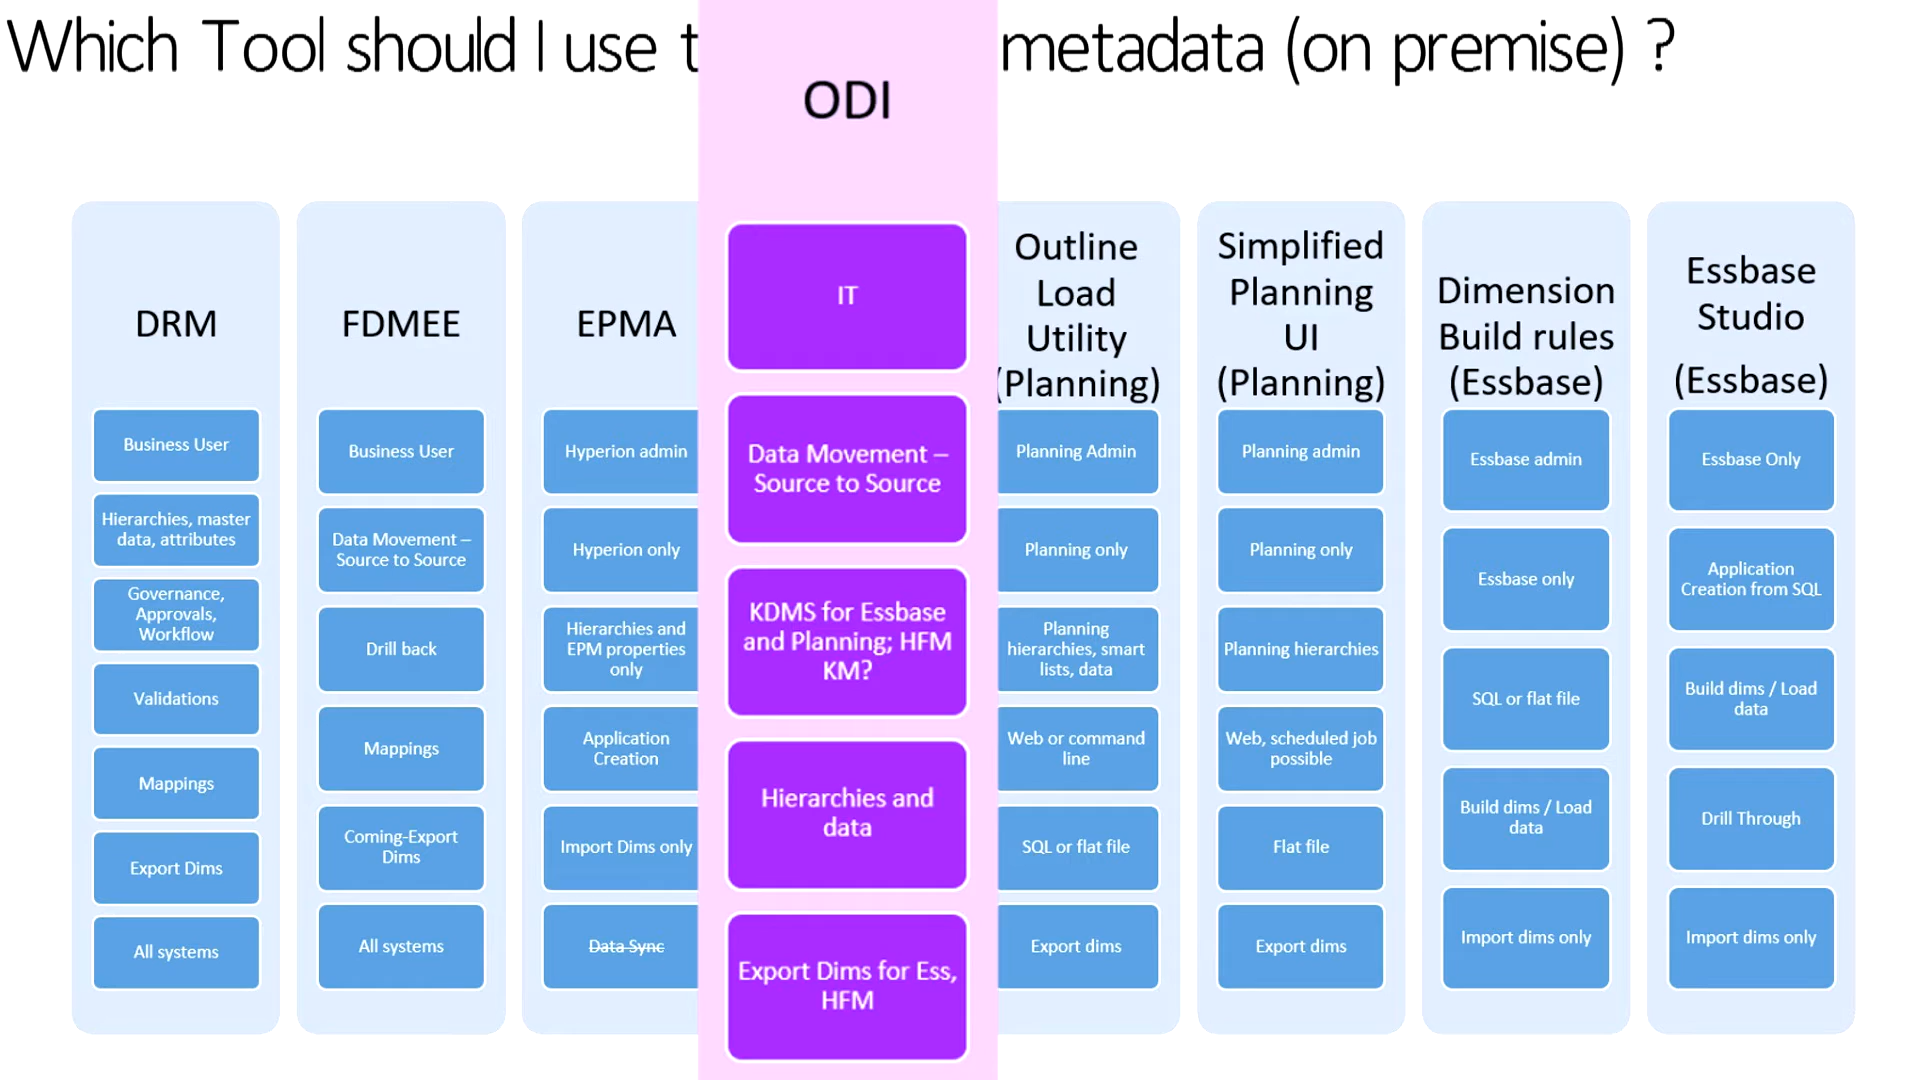 Which Tool should I use t
metadata (on premise) ?
DRM
Business User
Hierarchies, master
data, attributes
Governance,
Approvals,
Workflow
Validations
Mappings
Export Dims
All systems
FDMEE
Business User
Data Movement –
Source to Source
Drill back
Mappings
Coming-Export
Dims
All systems
EPMA
Hyperion admin
Hyperion only
Hierarchies and
EPM properties
only
Application
Creation
Import Dims only
Data Sync
ODI
IT
Data Movement –
Source to Source
KDMS for Essbase
and Planning; HFM
KM?
Hierarchies and
data
Export Dims for Ess,
HFM
Outline
Load
Utility
(Planning)
Planning Admin
Planning only
Planning
hierarchies, smart
lists, data
Web or command
line
SQL or flat file
Export dims
Simplified
Planning
UI
(Planning)
Planning admin
Planning only
Planning hierarchies
Web, scheduled job
possible
Flat file
Export dims
Dimension
Build rules
(Essbase)
Essbase admin
Essbase only
SQL or flat file
Build dims / Load
data
Import dims only
Essbase
Studio
(Essbase)
Essbase Only
Application
Creation from SQL
Build dims / Load
data
Drill Through
Import dims only